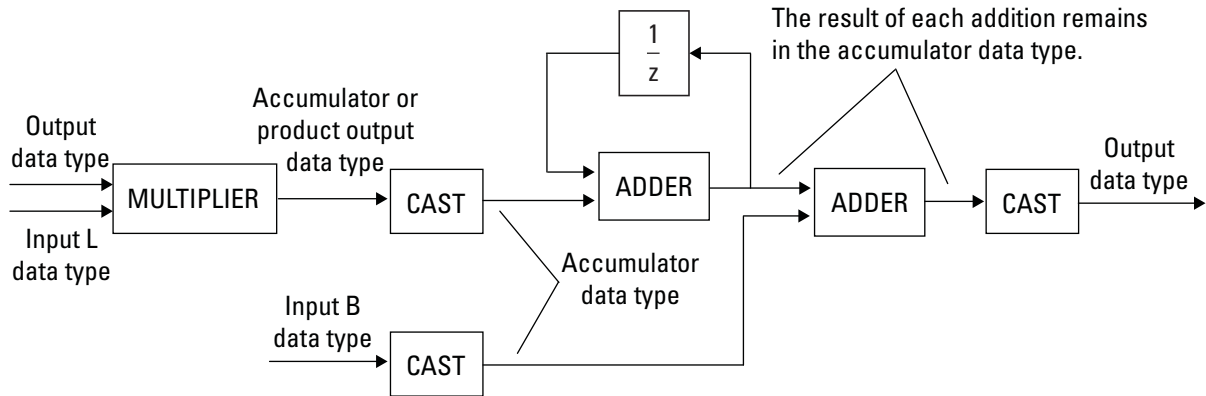 The result of each addition remains
in the accumulator data type.
1
z
Accumulator or
product output
data type
Output
data type
MULTIPLIER
Input L
data type
CAST
ADDER
ADDER
CAST
Output
data type
Accumulator
data type
Input B
data type
CAST